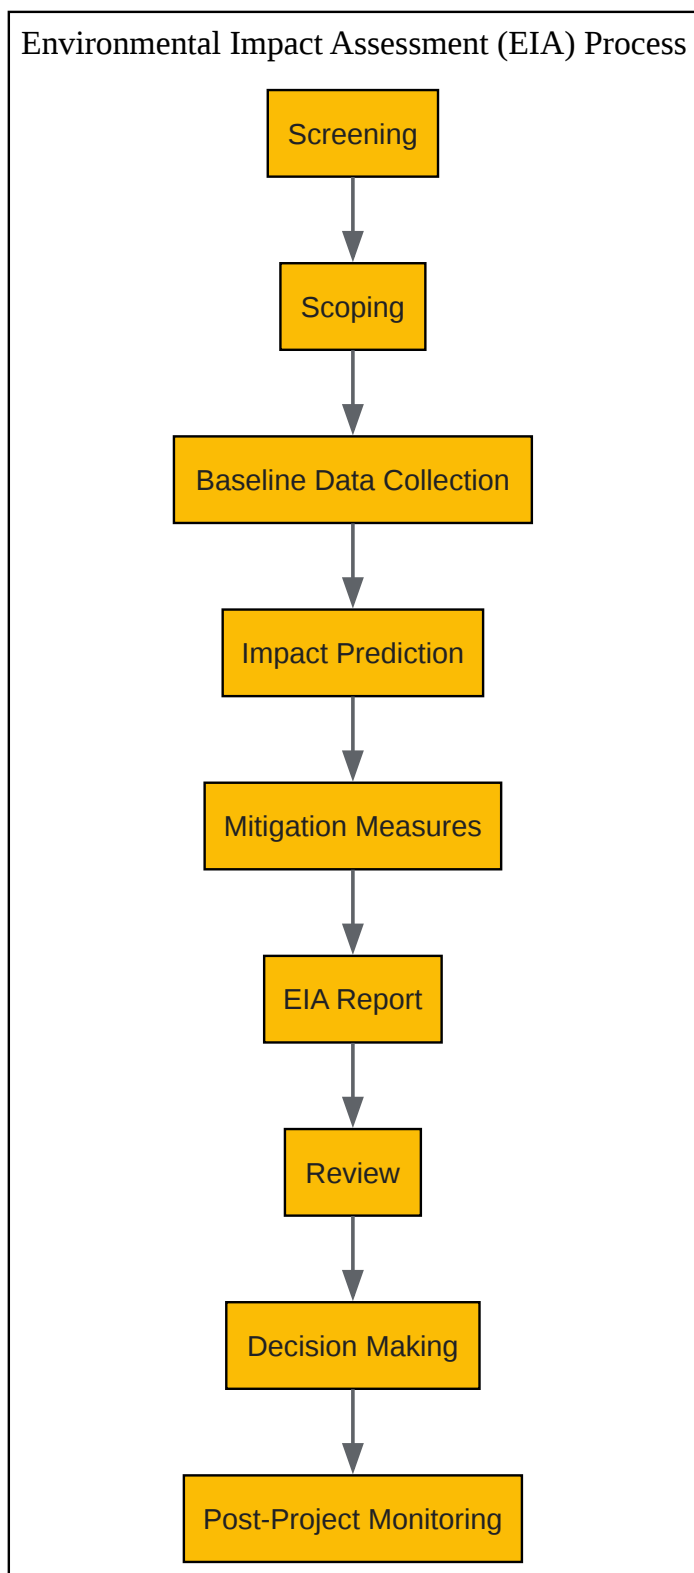 Environmental Impact Assessment (EIA) Process
Screening
Scoping
Baseline Data Collection
Impact Prediction
Mitigation Measures
EIA Report
Review
Decision Making
Post-Project Monitoring